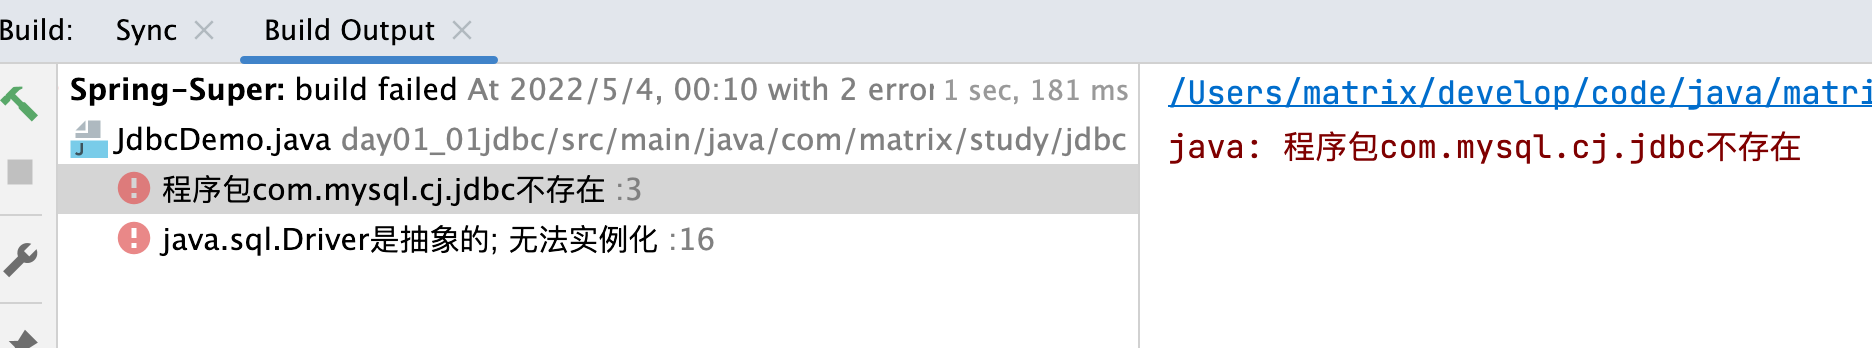 Build: Sync Build Output
Spring-Super: build failed At 2022/5/4, 00:10 with 2 1 sec, 181 ms
JdbcDemo.java day01_01jdbc/src/main/java/com/matrix/study/jdbc
程序包com.mysql.cj.jdbc不存在 :3
java.sql.Driver是抽象的; 无法实例化 :16
/Users/matrix/develop/code/java/matri
java: 程序包com.mysql.cj.jdbc不存在